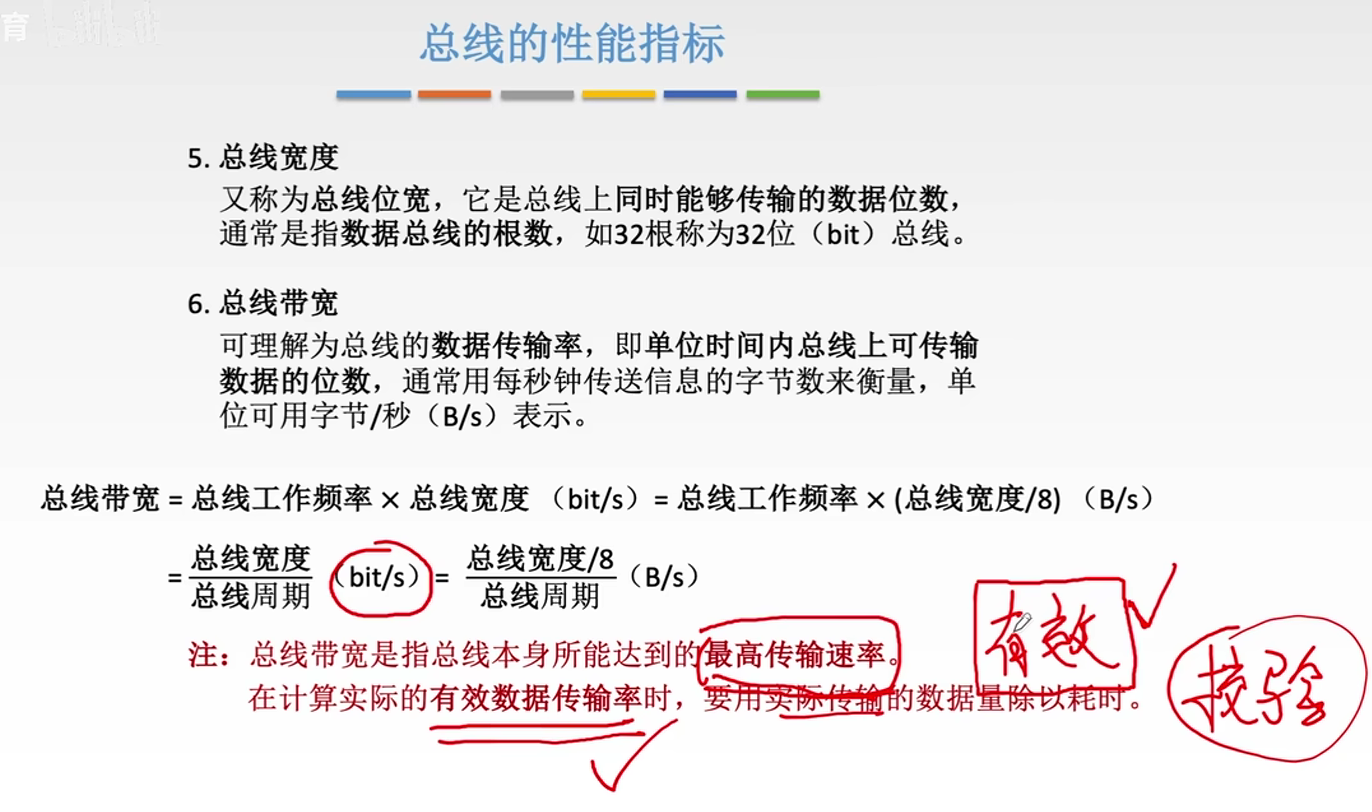 育
总线的性能指标
5. 总线宽度
又称为总线位宽，它是总线上同时能够传输的数据位数，
通常是指数据总线的根数，如32根称为32位（bit）总线。
6. 总线带宽
可理解为总线的数据传输率，即单位时间内总线上可传输
数据的位数，通常用每秒钟传送信息的字节数来衡量，单
位可用字节/秒（B/s）表示。
总线带宽 = 总线工作频率 × 总线宽度 （bit/s）= 总线工作频率 × (总线宽度/8) （B/s）
= 总线宽度/总线周期 （bit/s）= 总线宽度/8/总线周期 （B/s）
注：总线带宽是指总线本身所能达到的最高传输速率。
在计算实际的有效数据传输率时，要用实际传输的数据量除以耗时。
有效
校验